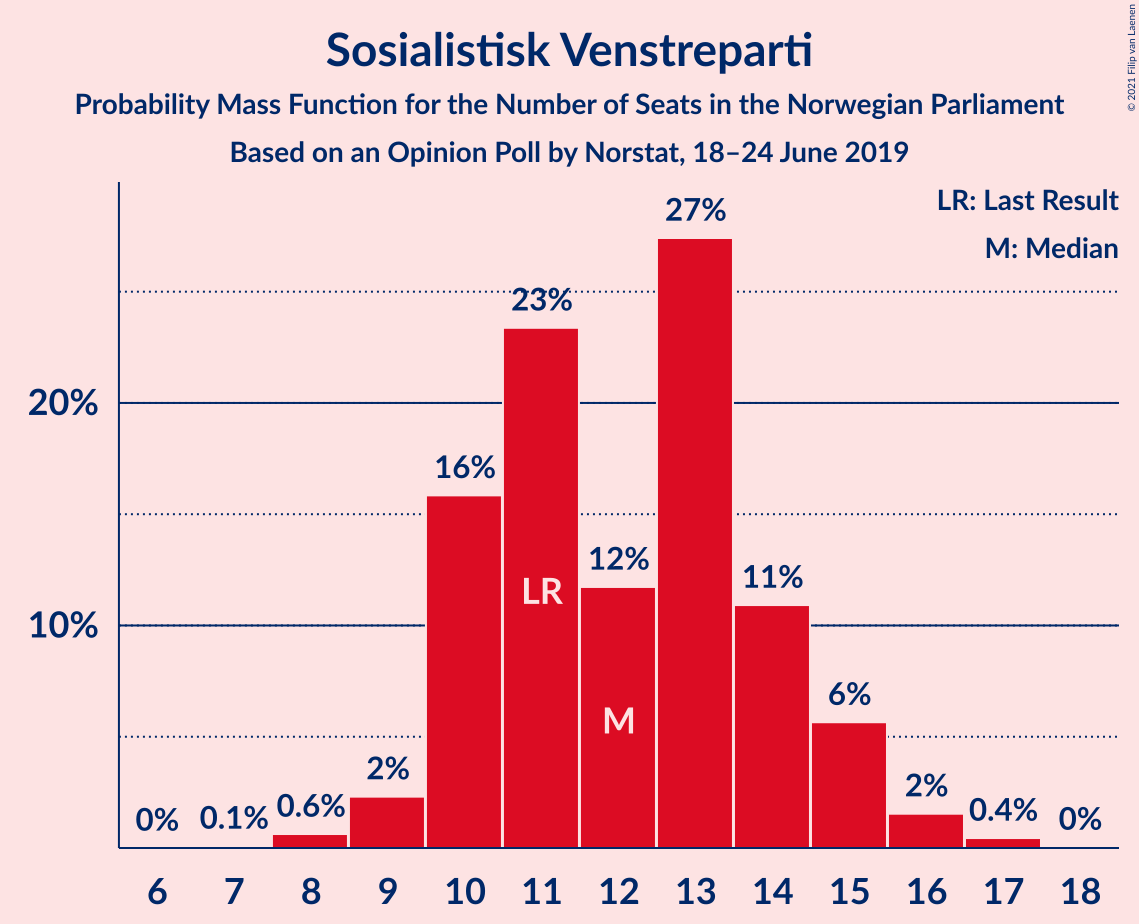 Sosialistisk Venstreparti
Probability Mass Function for the Number of Seats in the Norwegian Parliament
Based on an Opinion Poll by Norstat, 18–24 June 2019
© 2021 Filip van Laenen
LR: Last Result
M: Median
20%
10%
0%
0.1%
0.6%
2%
16%
23%
12%
27%
11%
6%
2%
0.4%
0%
LR
M
6 7 8 9 10 11 12 13 14 15 16 17 18